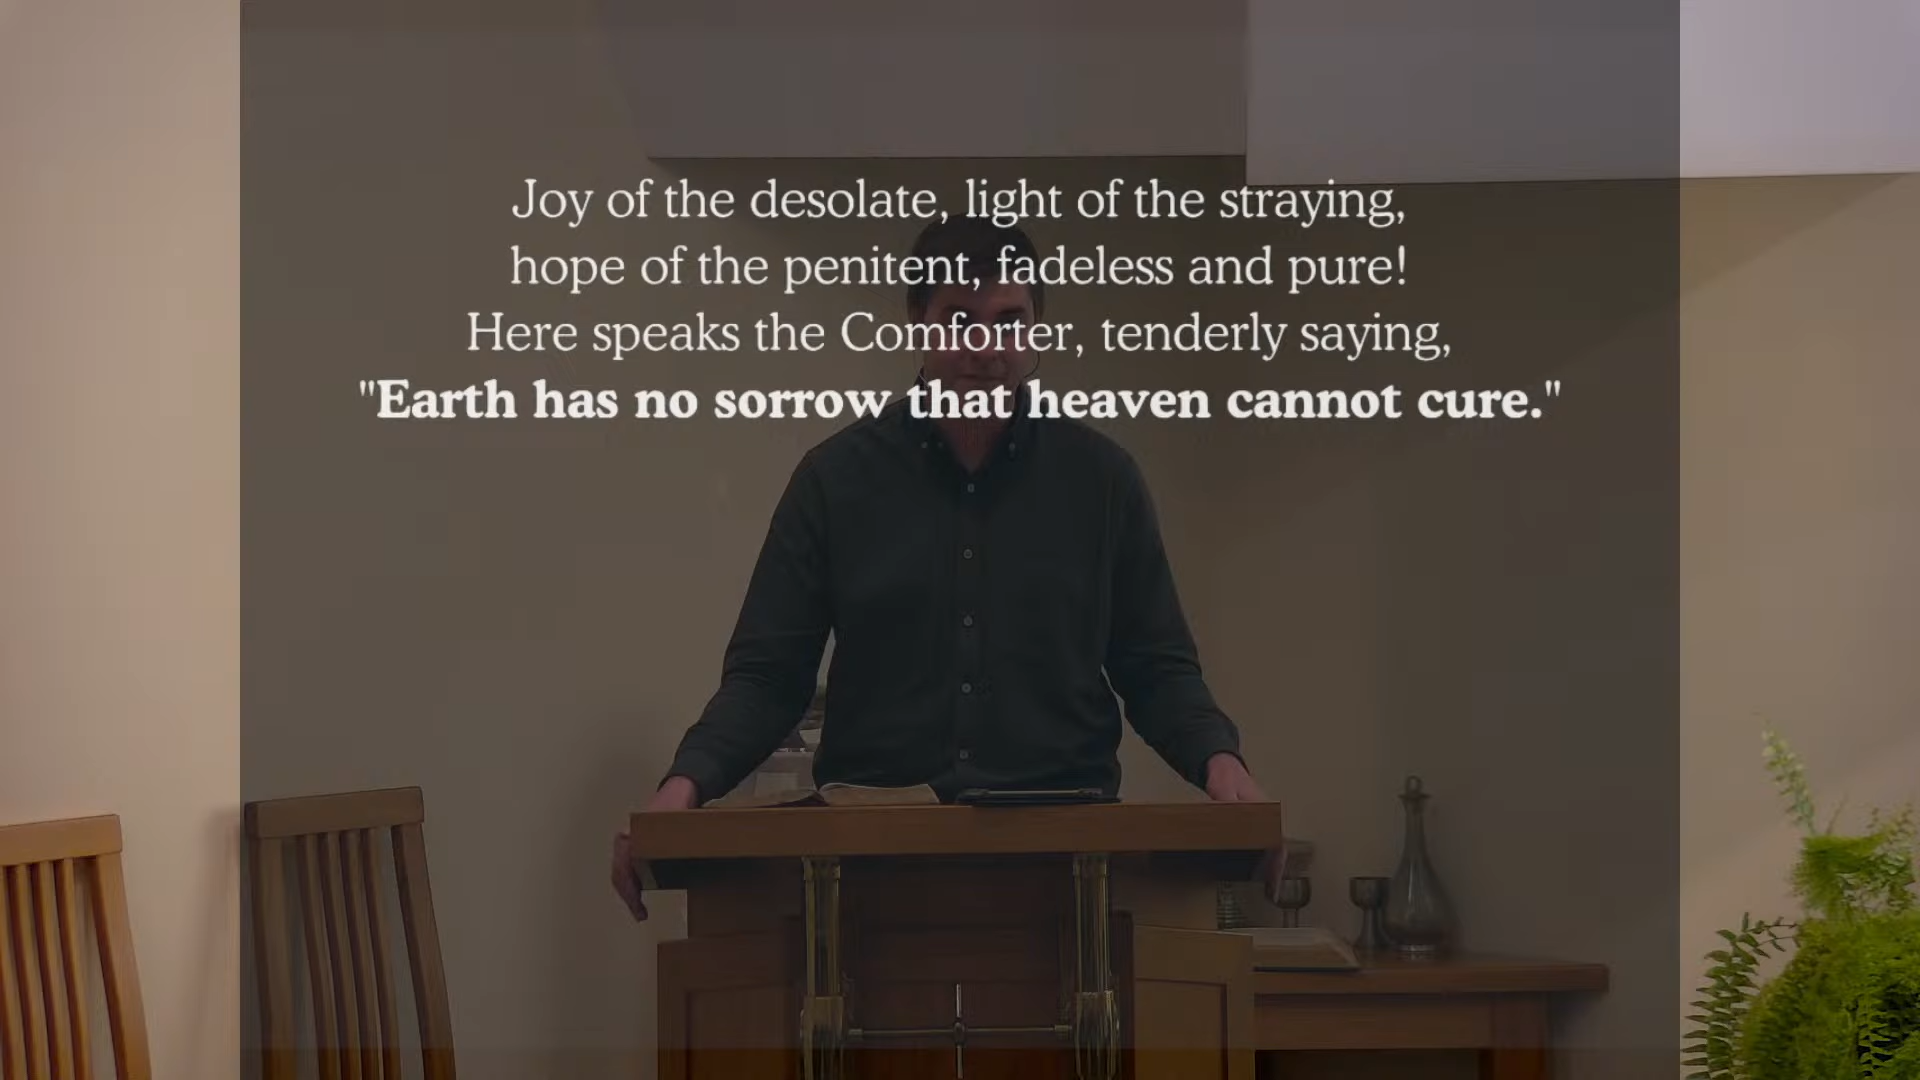 Joy of the desolate, light of the straying,
hope of the penitent, fadeless and pure!
Here speaks the Comforter, tenderly saying,
"Earth has no sorrow that heaven cannot cure."